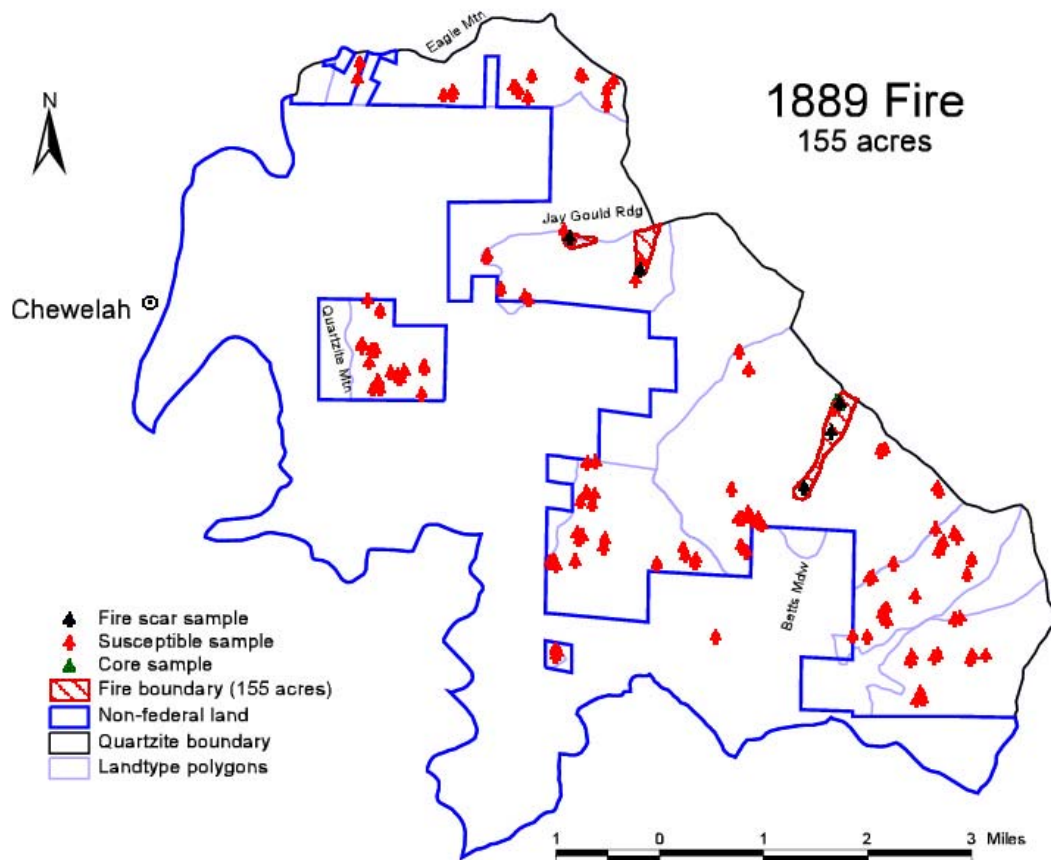 Eagle Mtn
N
1889 Fire
155 acres
Jay Gould Rdg
Chewelah
Quartzite Mtn
Betts Mdw
Fire scar sample
Susceptible sample
Core sample
Fire boundary (155 acres)
Non-federal land
Quartzite boundary
Landtype polygons
1 0 1 2 3 Miles